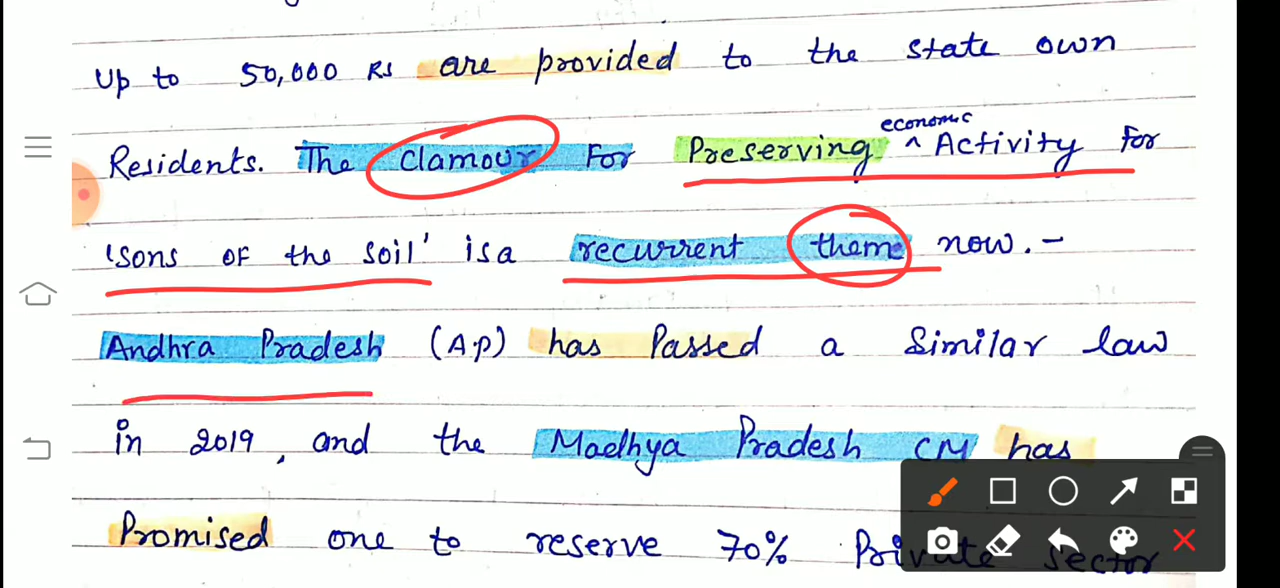 Up to 50,000 Rs are provided to the state own
Residents. The Clamour For Preserving ^ economic Activity For
'sons of the soil' is a recurrent theme now. -
Andhra Pradesh (AP) has Passed a Similar law
in 2019, and the Madhya Pradesh CM has
Promised one to reserve 70% Private sector